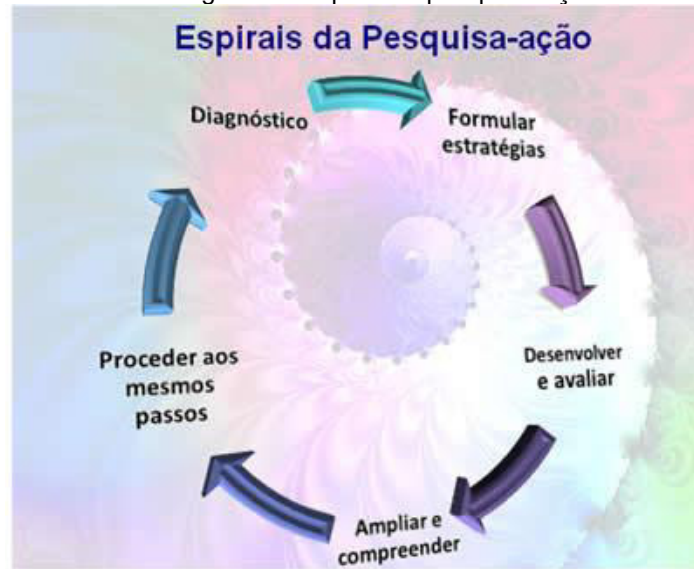 Espirais da Pesquisa-ação
Diagnóstico
Formular
estratégias
Desenvolver
e avaliar
Ampliar e
compreender
Proceder aos
mesmos
passos